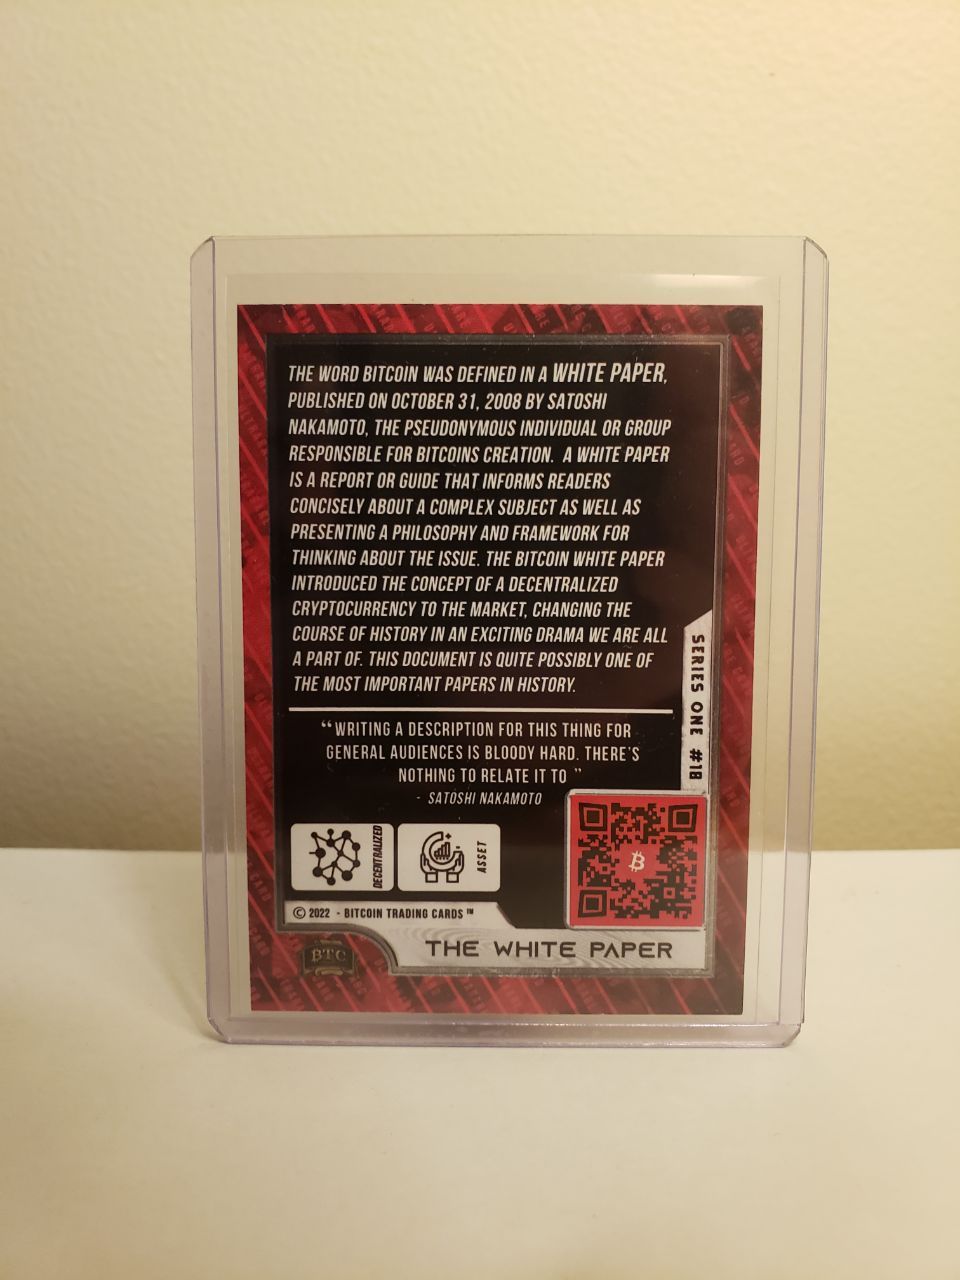 THE WORD BITCOIN WAS DEFINED IN A WHITE PAPER,
PUBLISHED ON OCTOBER 31, 2008 BY SATOSHI
NAKAMOTO, THE PSEUDONYMOUS INDIVIDUAL OR GROUP
RESPONSIBLE FOR BITCOINS CREATION. A WHITE PAPER
IS A REPORT OR GUIDE THAT INFORMS READERS
CONCISELY ABOUT A COMPLEX SUBJECT AS WELL AS
PRESENTING A PHILOSOPHY AND FRAMEWORK FOR
THINKING ABOUT THE ISSUE. THE BITCOIN WHITE PAPER
INTRODUCED THE CONCEPT OF A DECENTRALIZED
CRYPTOCURRENCY TO THE MARKET, CHANGING THE
COURSE OF HISTORY IN AN EXCITING DRAMA WE ARE ALL
A PART OF. THIS DOCUMENT IS QUITE POSSIBLY ONE OF
THE MOST IMPORTANT PAPERS IN HISTORY.
SERIES ONE #18
“WRITING A DESCRIPTION FOR THIS THING FOR
GENERAL AUDIENCES IS BLOODY HARD. THERE'S
NOTHING TO RELATE IT TO ”
- SATOSHI NAKAMOTO
DECENTRALIZED
ASSET
© 2022 - BITCOIN TRADING CARDS™
BTC
THE WHITE PAPER